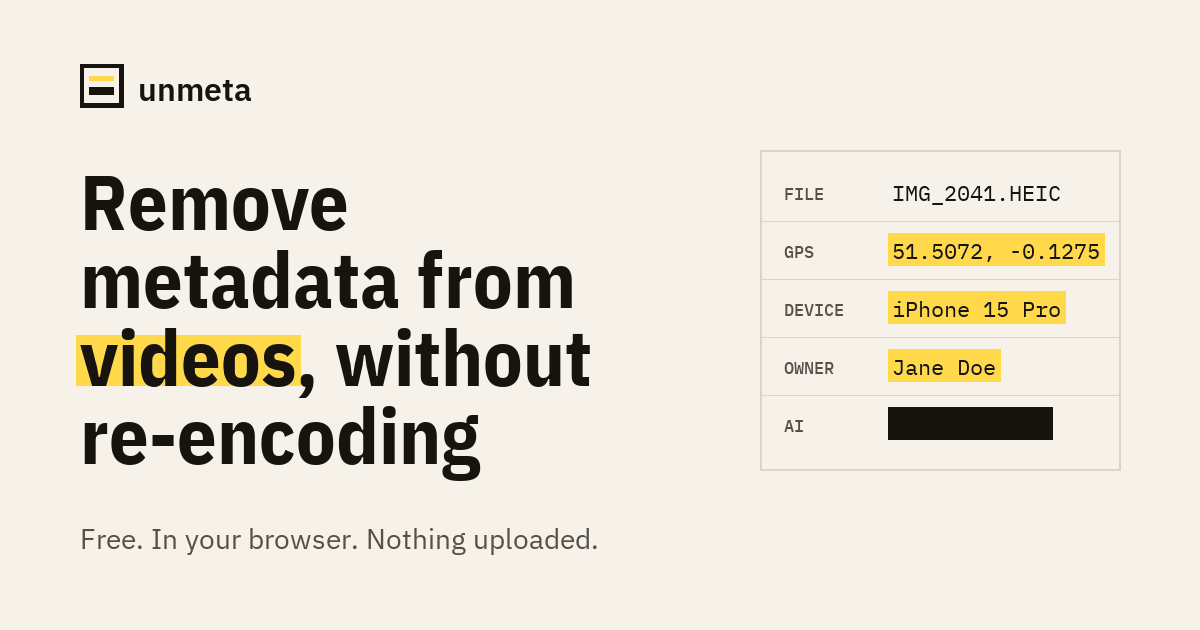 unmeta
Remove
metadata from
videos, without
re-encoding
Free. In your browser. Nothing uploaded.
FILE IMG_2041.HEIC
GPS 51.5072, -0.1275
DEVICE iPhone 15 Pro
OWNER Jane Doe
AI